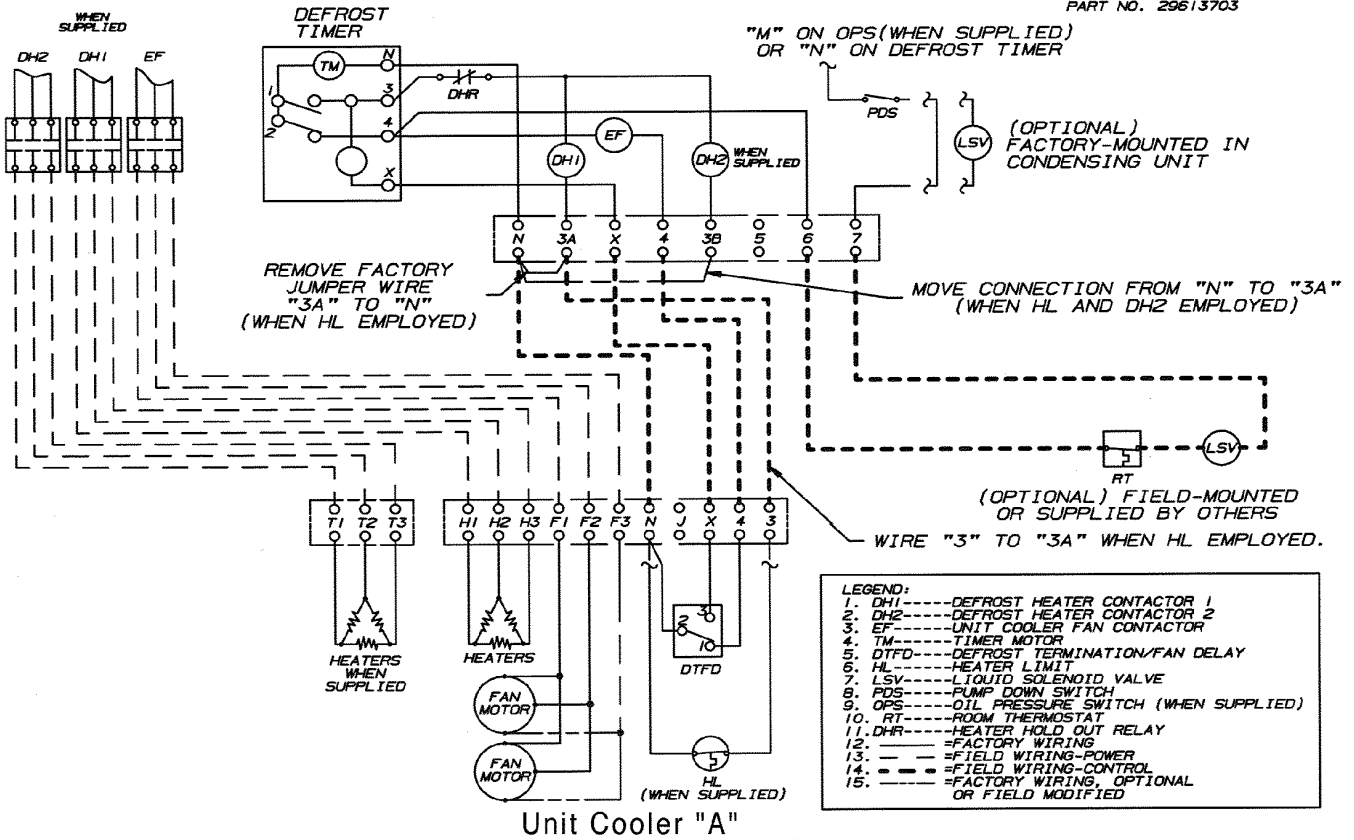 PART NO. 29613703
WHEN
SUPPLIED
DH2 DH1 EF
DEFROST
TIMER
TM
N
1
3
DHR
2
4
EF
X
DH1
DH2
WHEN
SUPPLIED
"M" ON OPS(WHEN SUPPLIED)
OR "N" ON DEFROST TIMER
PDS
LSV
(OPTIONAL)
FACTORY-MOUNTED IN
CONDENSING UNIT
N 3A X 4 3B 5 6 7
REMOVE FACTORY
JUMPER WIRE
"3A" TO "N"
(WHEN HL EMPLOYED)
MOVE CONNECTION FROM "N" TO "3A"
(WHEN HL AND DH2 EMPLOYED)
RT
LSV
(OPTIONAL) FIELD-MOUNTED
OR SUPPLIED BY OTHERS
WIRE "3" TO "3A" WHEN HL EMPLOYED.
T1 T2 T3
H1 H2 H3 F1 F2 F3 N J X 4 3
HEATERS
WHEN
SUPPLIED
HEATERS
3
2
1
DTFD
FAN
MOTOR
FAN
MOTOR
HL
(WHEN SUPPLIED)
LEGEND:
1. DH1-----DEFROST HEATER CONTACTOR 1
2. DH2-----DEFROST HEATER CONTACTOR 2
3. EF------UNIT COOLER FAN CONTACTOR
4. TM------TIMER MOTOR
5. DTFD----DEFROST TERMINATION/FAN DELAY
6. HL------HEATER LIMIT
7. LSV-----LIQUID SOLENOID VALVE
8. PDS-----PUMP DOWN SWITCH
9. OPS-----OIL PRESSURE SWITCH (WHEN SUPPLIED)
10. RT-----ROOM THERMOSTAT
11. DHR-----HEATER HOLD OUT RELAY
12. =FACTORY WIRING
13. =FIELD WIRING-POWER
14. =FIELD WIRING-CONTROL
15. =FACTORY WIRING, OPTIONAL
OR FIELD MODIFIED
Unit Cooler "A"